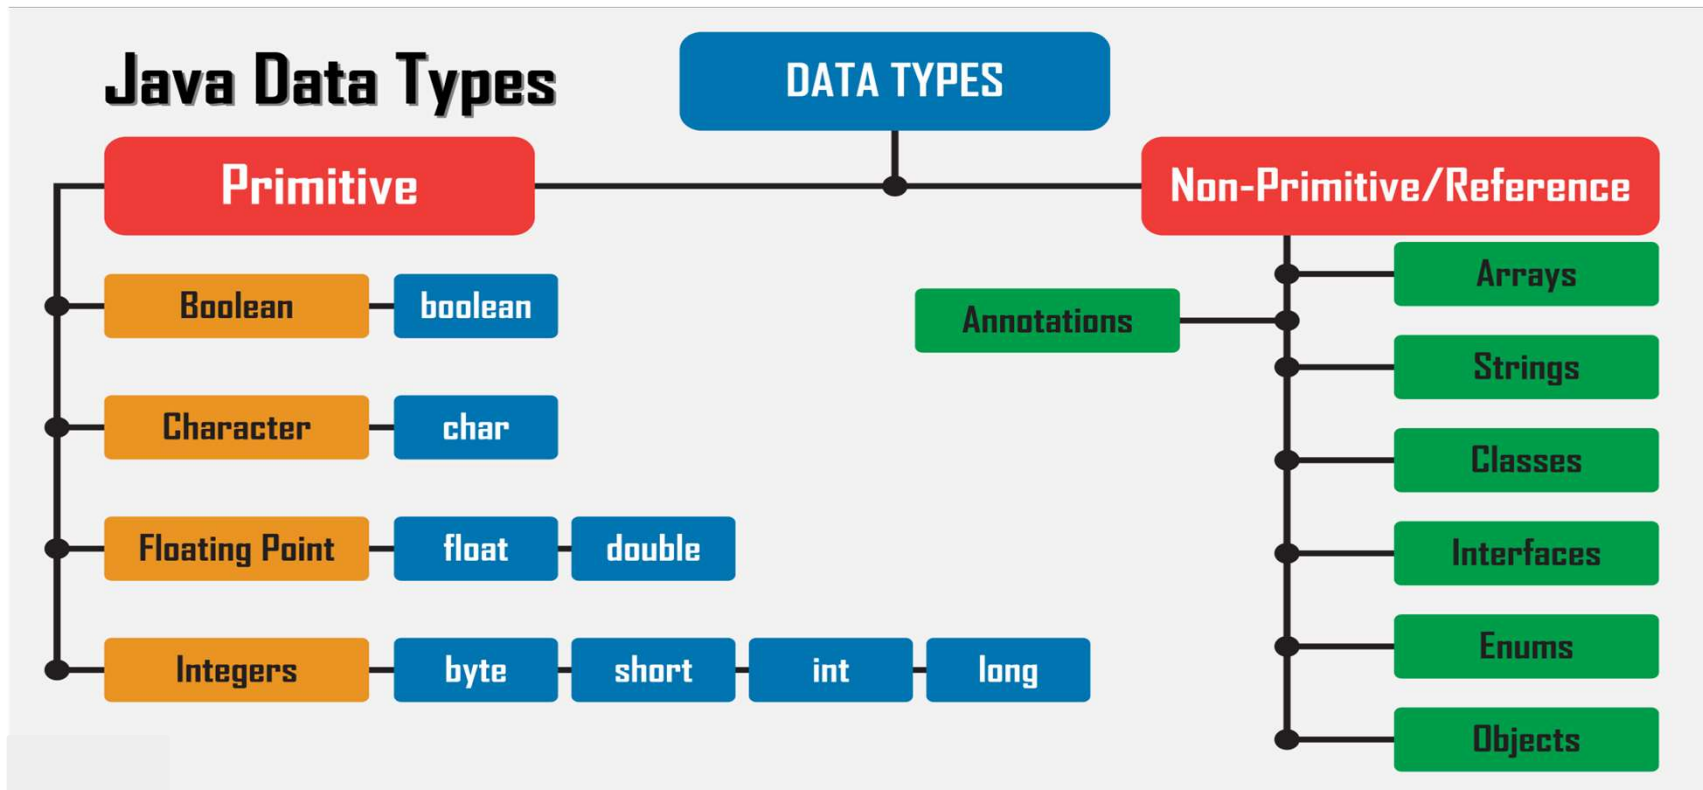 Java Data Types
DATA TYPES
Primitive
Non-Primitive/Reference
Boolean
boolean
Character
char
Floating Point
float
double
Integers
byte
short
int
long
Annotations
Arrays
Strings
Classes
Interfaces
Enums
Objects